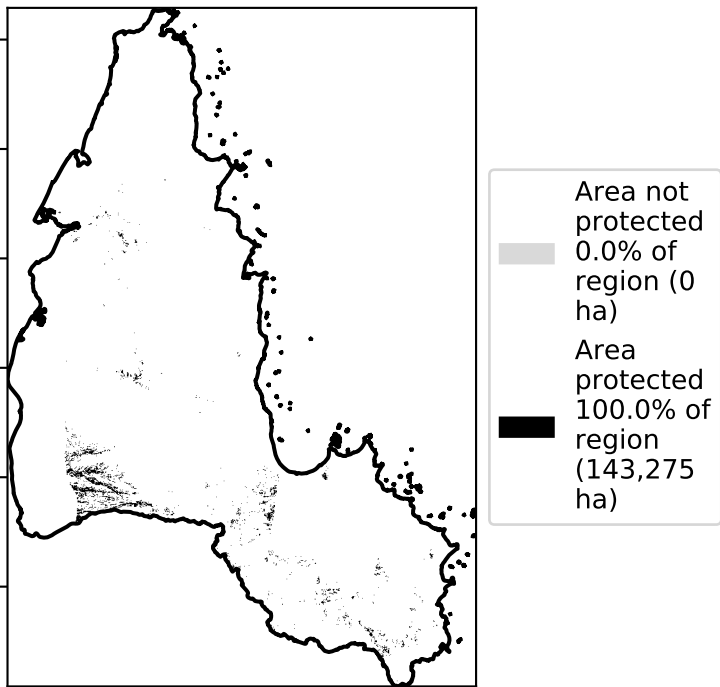 Area not
protected
0.0% of
region (0
ha)
Area
protected
100.0% of
region
(143,275
ha)